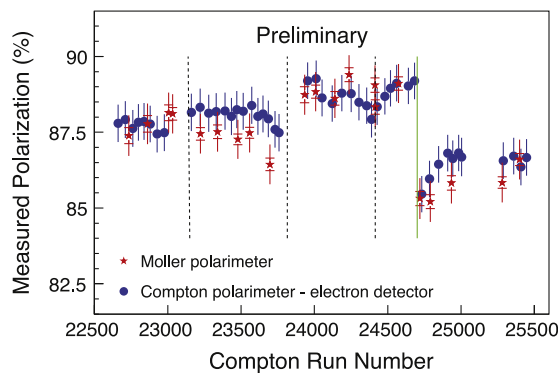 Preliminary
Measured Polarization (%)
90
87.5
85
82.5
Moller polarimeter
Compton polarimeter - electron detector
22500 23000 23500 24000 24500 25000 25500
Compton Run Number